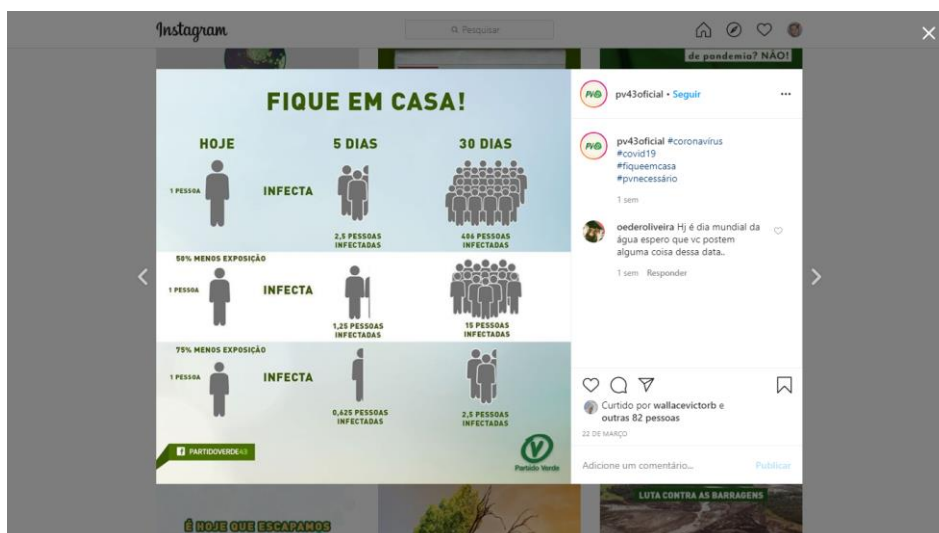 Instagram
Pesquisar
de pandemia? NÃO!
FIQUE EM CASA!
HOJE
5 DIAS
30 DIAS
1 PESSOA
INFECTA
2,5 PESSOAS
INFECTADAS
406 PESSOAS
INFECTADAS
50% MENOS EXPOSIÇÃO
1 PESSOA
INFECTA
1,25 PESSOAS
INFECTADAS
15 PESSOAS
INFECTADAS
75% MENOS EXPOSIÇÃO
1 PESSOA
INFECTA
0,625 PESSOAS
INFECTADAS
2,5 PESSOAS
INFECTADAS
PARTIDOVERDE43
Partido Verde
pv43oficial • Seguir
pv43oficial #coronavirus
#covid19
#fiqueemcasa
#pvnecessário
1 sem
oederoliveira Hj é dia mundial da
água espero que vc postem
alguma coisa dessa data..
1 sem Responder
Curtido por wallacevictorb e
outras 82 pessoas
22 DE MARÇO
Adicione um comentário...
Publicar
É HOJE QUE ESCAPAMOS
LUTA CONTRA AS BARRAGENS